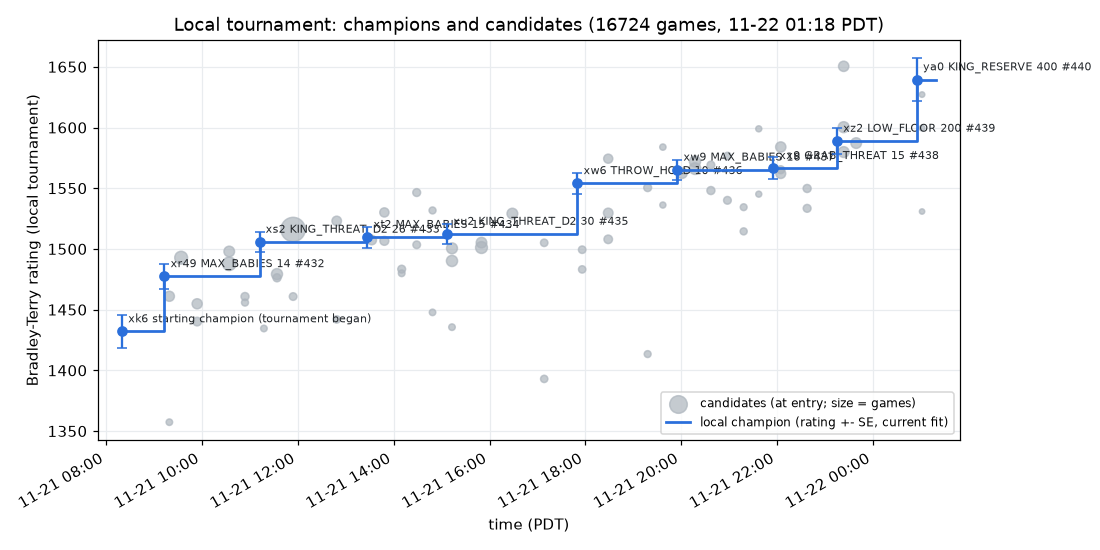 Local tournament: champions and candidates (16724 games, 11-22 01:18 PDT)
Bradley-Terry rating (local tournament)
1650
1600
1550
1500
1450
1400
1350
ya0 KING_RESERVE 400 #440
xz2 LOW_FLOOR 200 #439
xw9 MAX_BABIES 16 #437
GRAB_THREAT 15 #438
xw6 THROW_HOLD 10 #436
xu2 KING_THREAT_D2 30 #435
xt2 MAX_BABIES 15 #434
xs2 KING_THREAT_D2 26 #433
xr49 MAX_BABIES 14 #432
xk6 starting champion (tournament began)
candidates (at entry; size = games)
local champion (rating +- SE, current fit)
11-21 08:00
11-21 10:00
11-21 12:00
11-21 14:00
11-21 16:00
11-21 18:00
11-21 20:00
11-21 22:00
11-22 00:00
time (PDT)